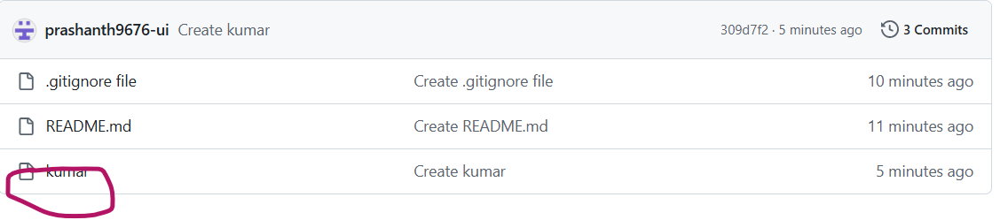 prashanth9676-ui Create kumar 309d7f2 · 5 minutes ago 3 Commits
.gitignore file Create .gitignore file 10 minutes ago
README.md Create README.md 11 minutes ago
kumar Create kumar 5 minutes ago